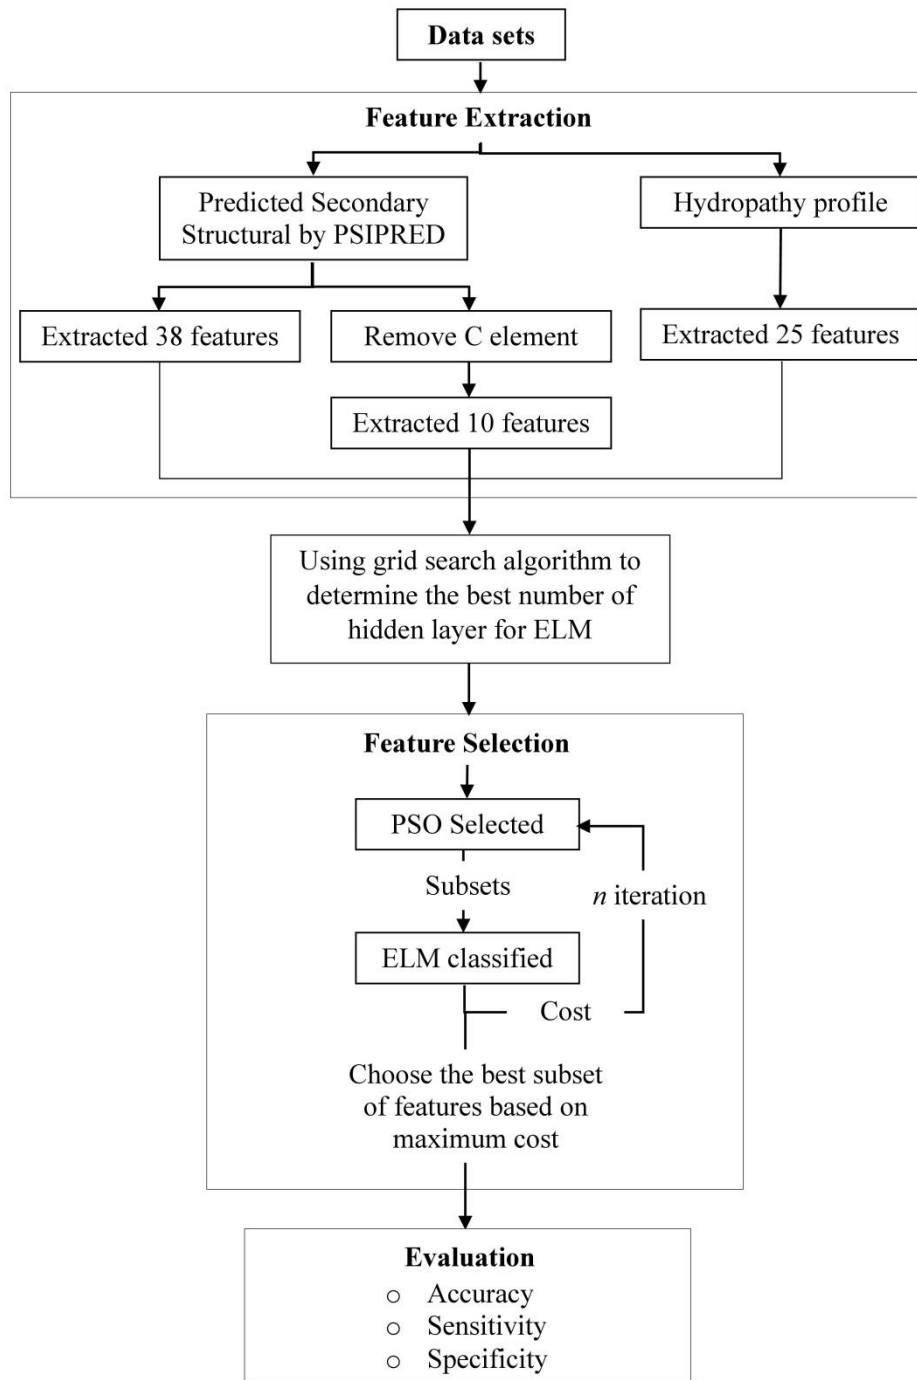 Data sets
Feature Extraction
Predicted Secondary
Structural by PSIPRED
Hydropathy profile
Extracted 38 features
Remove C element
Extracted 25 features
Extracted 10 features
Using grid search algorithm to
determine the best number of
hidden layer for ELM
Feature Selection
PSO Selected
Subsets
n iteration
ELM classified
Cost
Choose the best subset
of features based on
maximum cost
Evaluation
o Accuracy
o Sensitivity
o Specificity